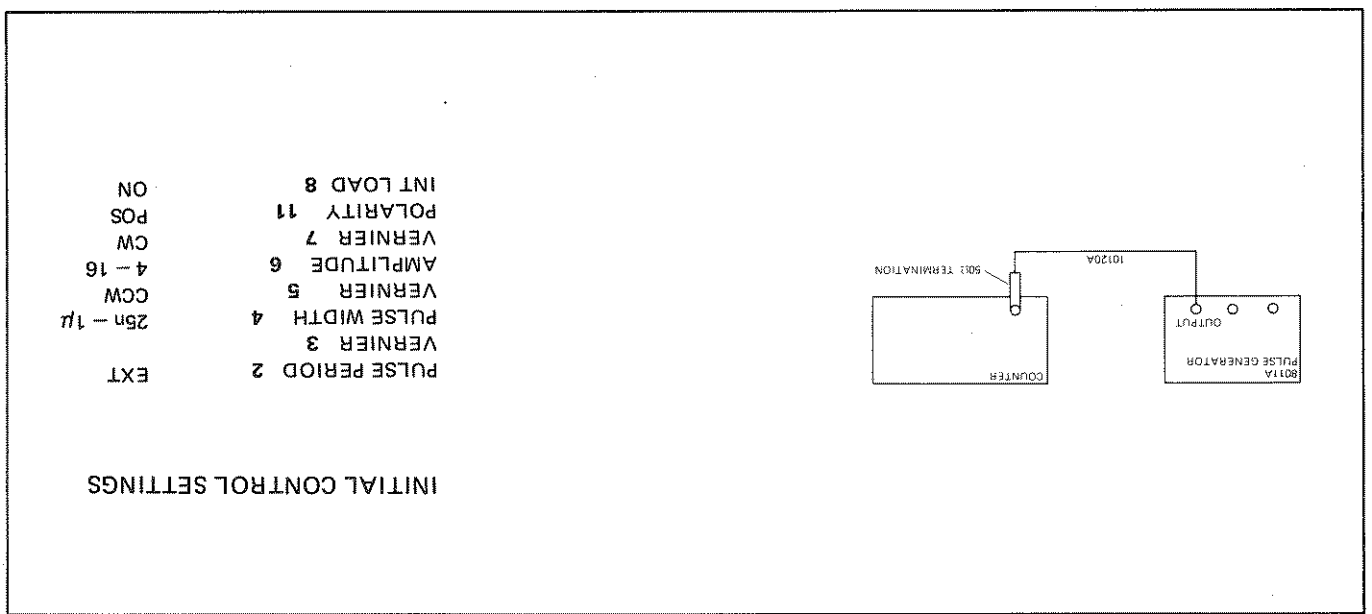 INITIAL CONTROL SETTINGS
8011A
PULSE GENERATOR
OUTPUT
COUNTER
10120A
50Ω TERMINATION
PULSE PERIOD 2 EXT
VERNIER 3
PULSE WIDTH 4 25n – 1μ
VERNIER 5 CCW
AMPLITUDE 6 4 – 16
VERNIER 7 CW
POLARITY 11 POS
INT LOAD 8 ON